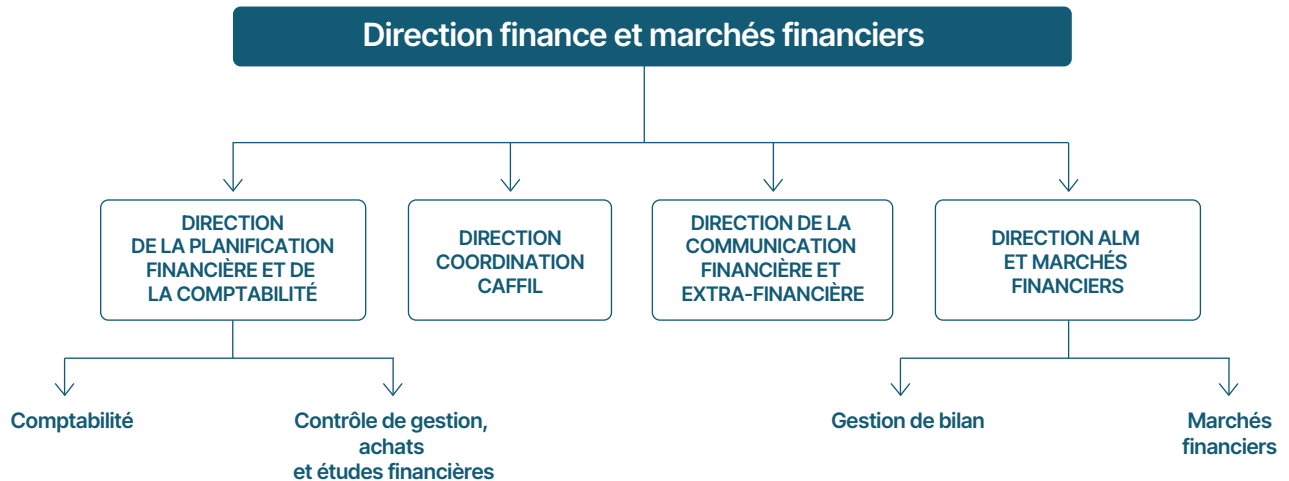 Direction finance et marchés financiers
DIRECTION
DE LA PLANIFICATION
FINANCIÈRE ET DE
LA COMPTABILITÉ
DIRECTION
COORDINATION
CAFFIL
DIRECTION DE LA
COMMUNICATION
FINANCIÈRE ET
EXTRA-FINANCIÈRE
DIRECTION ALM
ET MARCHÉS
FINANCIERS
Comptabilité
Contrôle de gestion,
achats
et études financières
Gestion de bilan
Marchés
financiers